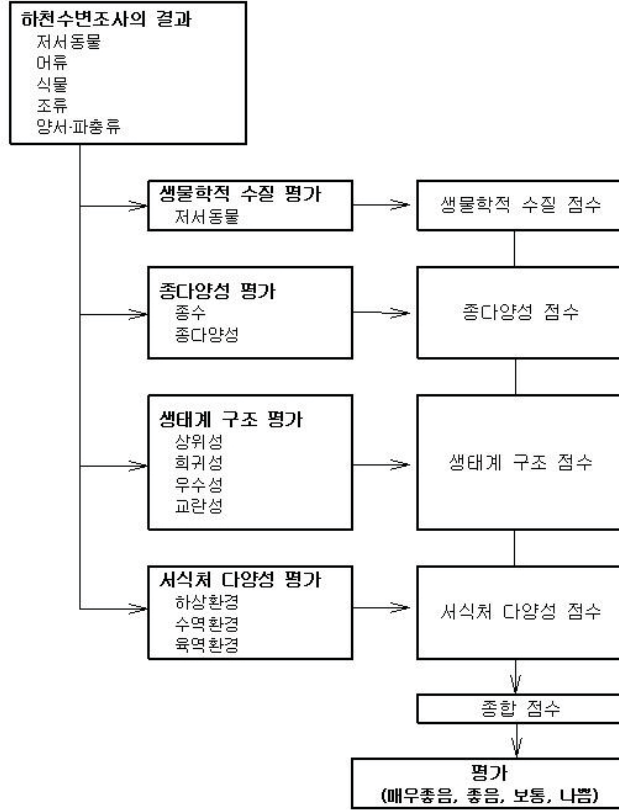 하천수변조사의 결과
저서동물
어류
식물
조류
양서·파충류
생물학적 수질 평가
저서동물
생물학적 수질 점수
종다양성 평가
종수
종다양성
종다양성 점수
생태계 구조 평가
상위성
희귀성
우수성
교란성
생태계 구조 점수
서식처 다양성 평가
하상환경
수역환경
육역환경
서식처 다양성 점수
종합 점수
평가
(매우좋음, 좋음, 보통, 나쁨)